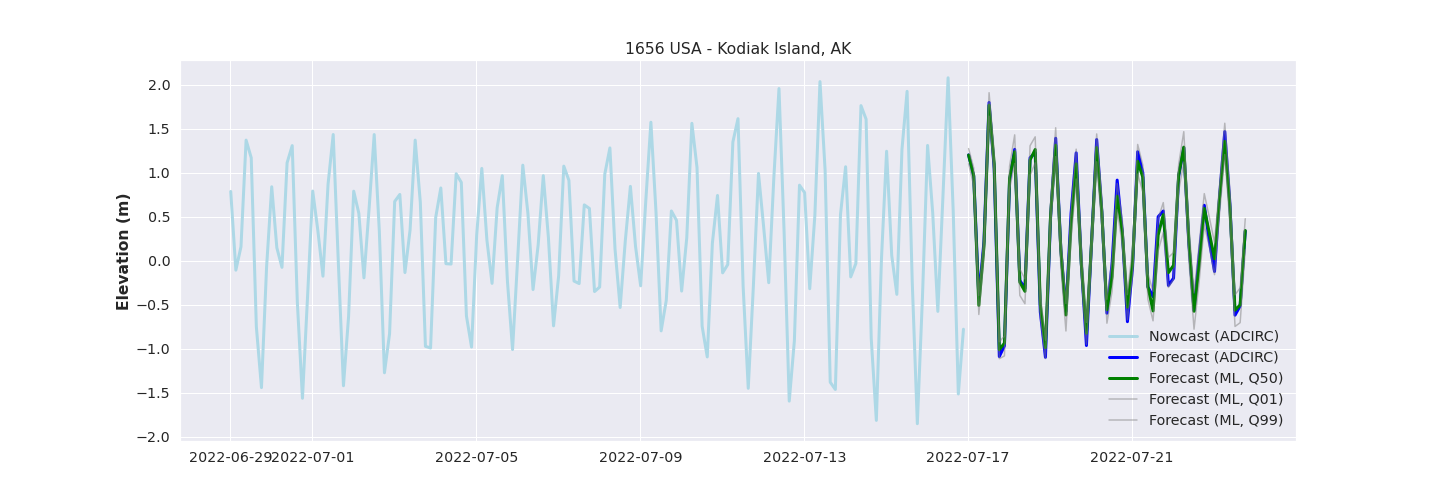 1656 USA - Kodiak Island, AK
Elevation (m)
2.0
1.5
1.0
0.5
0.0
−0.5
−1.0
−1.5
−2.0
Nowcast (ADCIRC)
Forecast (ADCIRC)
Forecast (ML, Q50)
Forecast (ML, Q01)
Forecast (ML, Q99)
2022-06-29 2022-07-01 2022-07-05 2022-07-09 2022-07-13 2022-07-17 2022-07-21